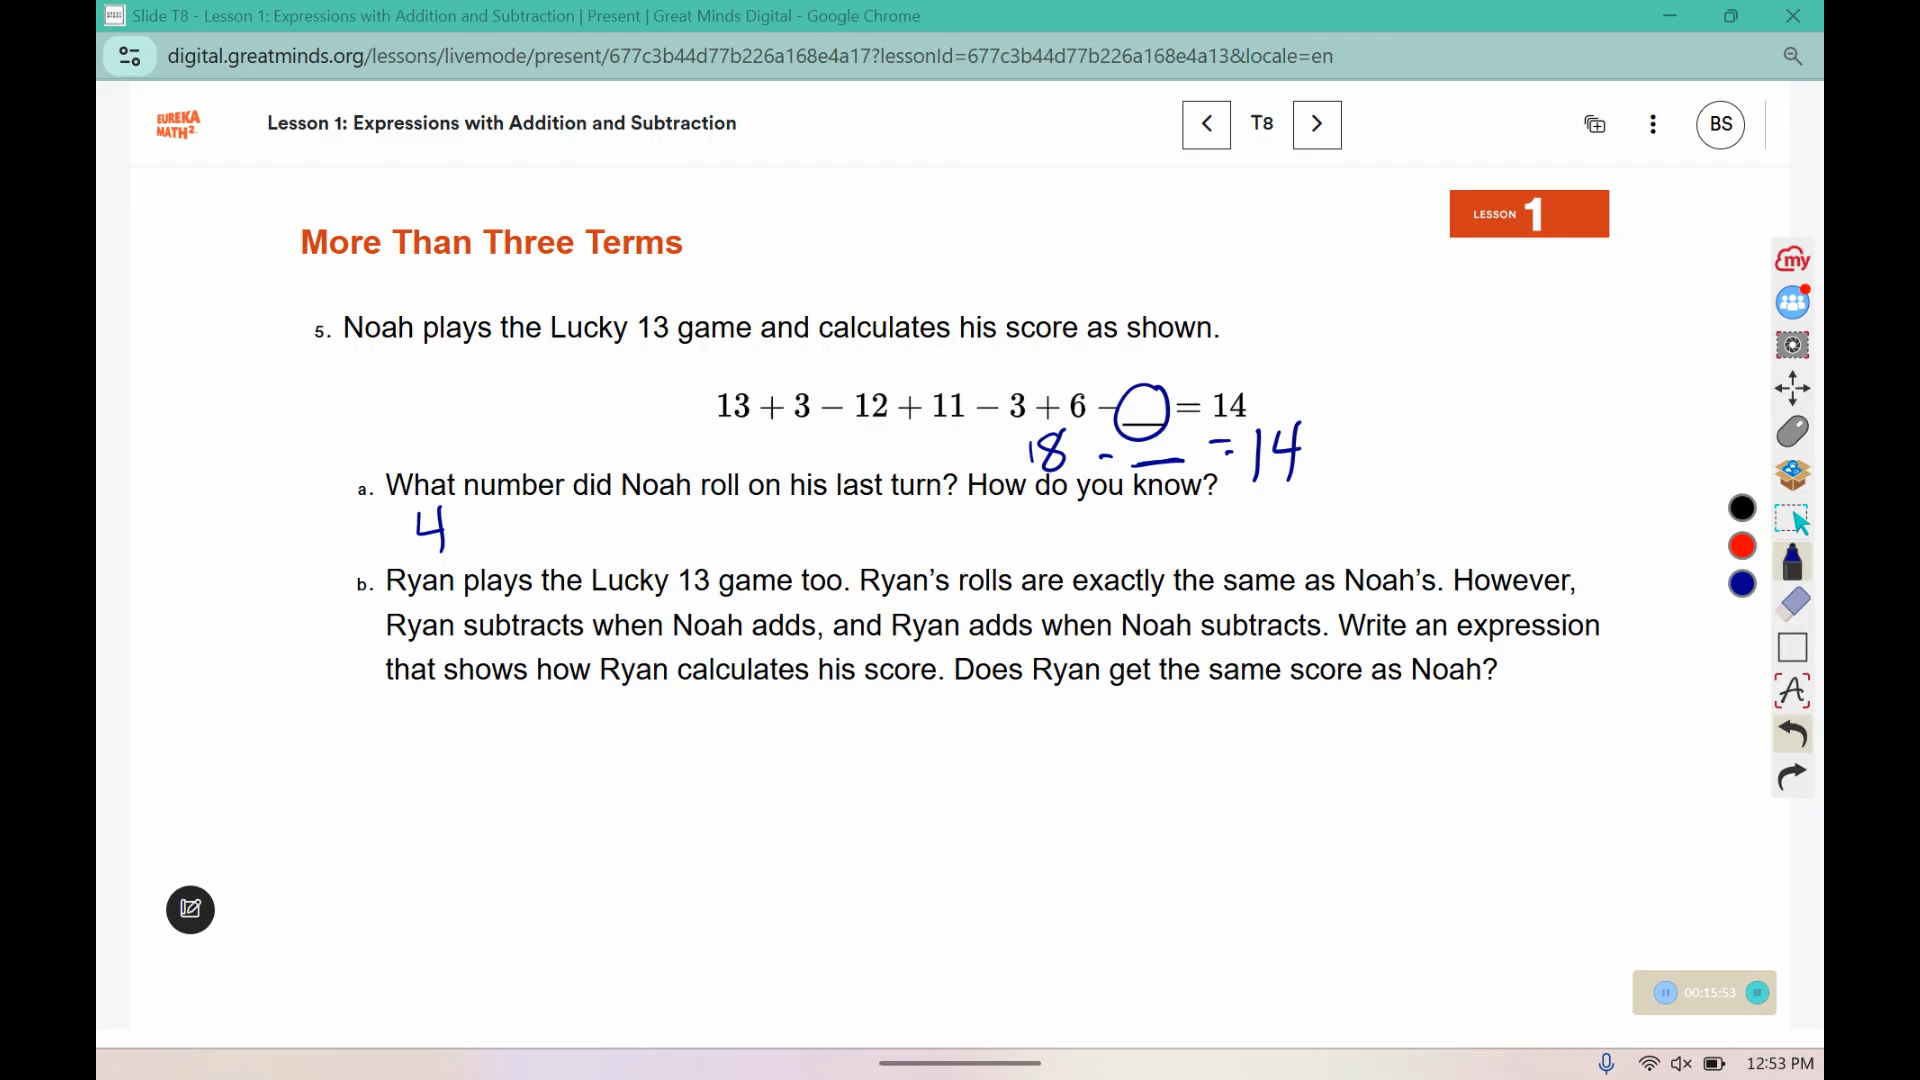 Slide T8 - Lesson 1: Expressions with Addition and Subtraction | Present | Great Minds Digital - Google Chrome
digital.greatminds.org/lessons/livemode/present/677c3b44d77b226a168e4a17?lessonId=677c3b44d77b226a168e4a13&locale=en
EUREKA
MATH²
Lesson 1: Expressions with Addition and Subtraction
T8
BS
LESSON 1
More Than Three Terms
5. Noah plays the Lucky 13 game and calculates his score as shown.
13 + 3 − 12 + 11 − 3 + 6 − __ = 14
18 - __ = 14
a. What number did Noah roll on his last turn? How do you know?
4
b. Ryan plays the Lucky 13 game too. Ryan’s rolls are exactly the same as Noah’s. However,
Ryan subtracts when Noah adds, and Ryan adds when Noah subtracts. Write an expression
that shows how Ryan calculates his score. Does Ryan get the same score as Noah?
my
A
00:15:53
12:53 PM